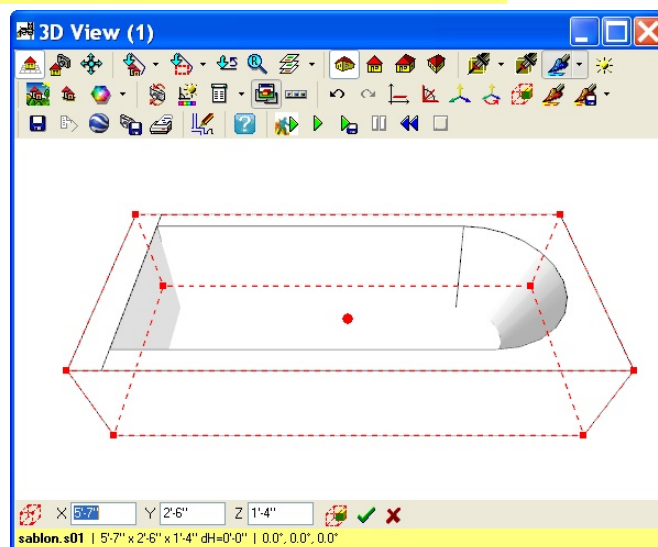 3D View (1)
X 5'-7" Y 2'-6" Z 1'-4"
sablon.s01 | 5'-7" x 2'-6" x 1'-4" dH=0'-0" | 0.0°, 0.0°, 0.0°